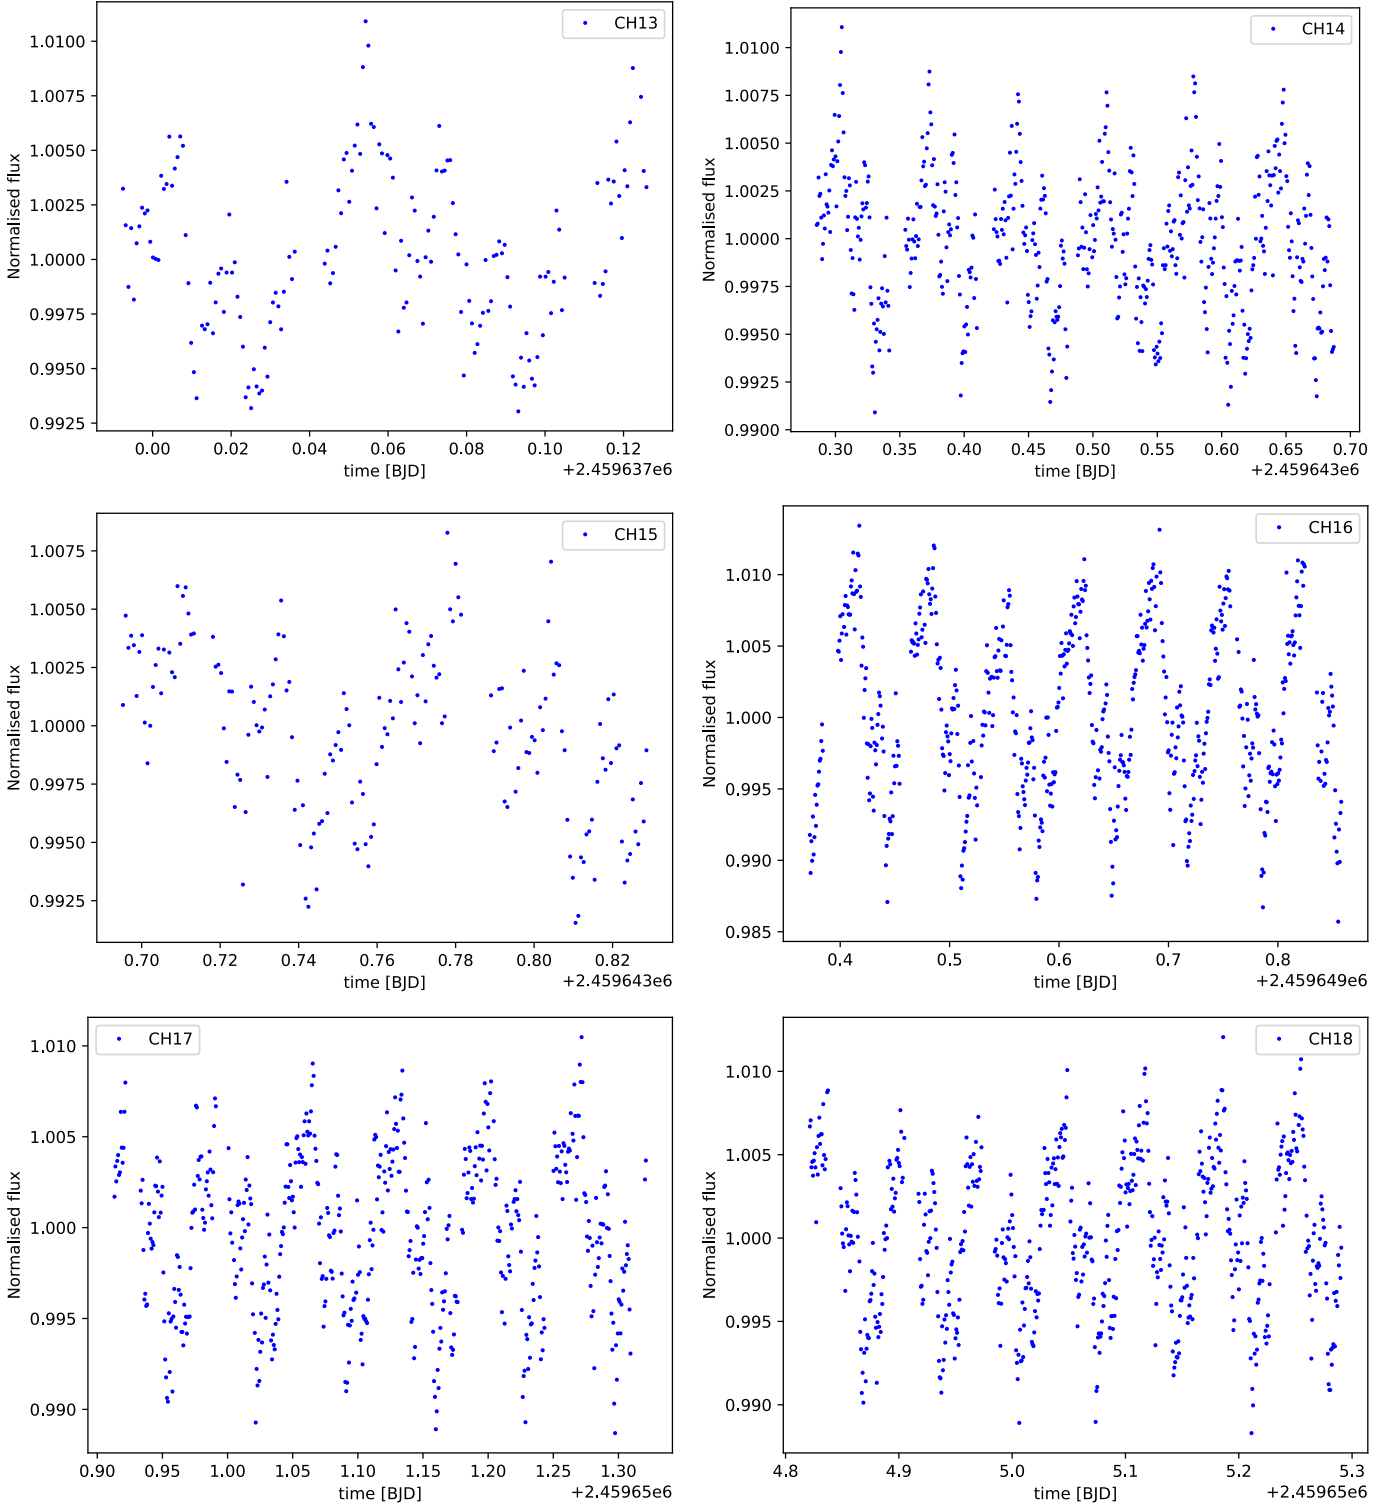 CH13
1.0100
1.0075
1.0050
1.0025
1.0000
0.9975
0.9950
0.9925
Normalised flux
0.00 0.02 0.04 0.06 0.08 0.10 0.12
time [BJD]
+2.459637e6
CH14
1.0100
1.0075
1.0050
1.0025
1.0000
0.9975
0.9950
0.9925
0.9900
Normalised flux
0.30 0.35 0.40 0.45 0.50 0.55 0.60 0.65 0.70
time [BJD]
+2.459643e6
CH15
1.0075
1.0050
1.0025
1.0000
0.9975
0.9950
0.9925
Normalised flux
0.70 0.72 0.74 0.76 0.78 0.80 0.82
time [BJD]
+2.459643e6
CH16
1.010
1.005
1.000
0.995
0.990
0.985
Normalised flux
0.4 0.5 0.6 0.7 0.8
time [BJD]
+2.459649e6
CH17
1.010
1.005
1.000
0.995
0.990
Normalised flux
0.90 0.95 1.00 1.05 1.10 1.15 1.20 1.25 1.30
time [BJD]
+2.45965e6
CH18
1.010
1.005
1.000
0.995
0.990
Normalised flux
4.8 4.9 5.0 5.1 5.2 5.3
time [BJD]
+2.45965e6